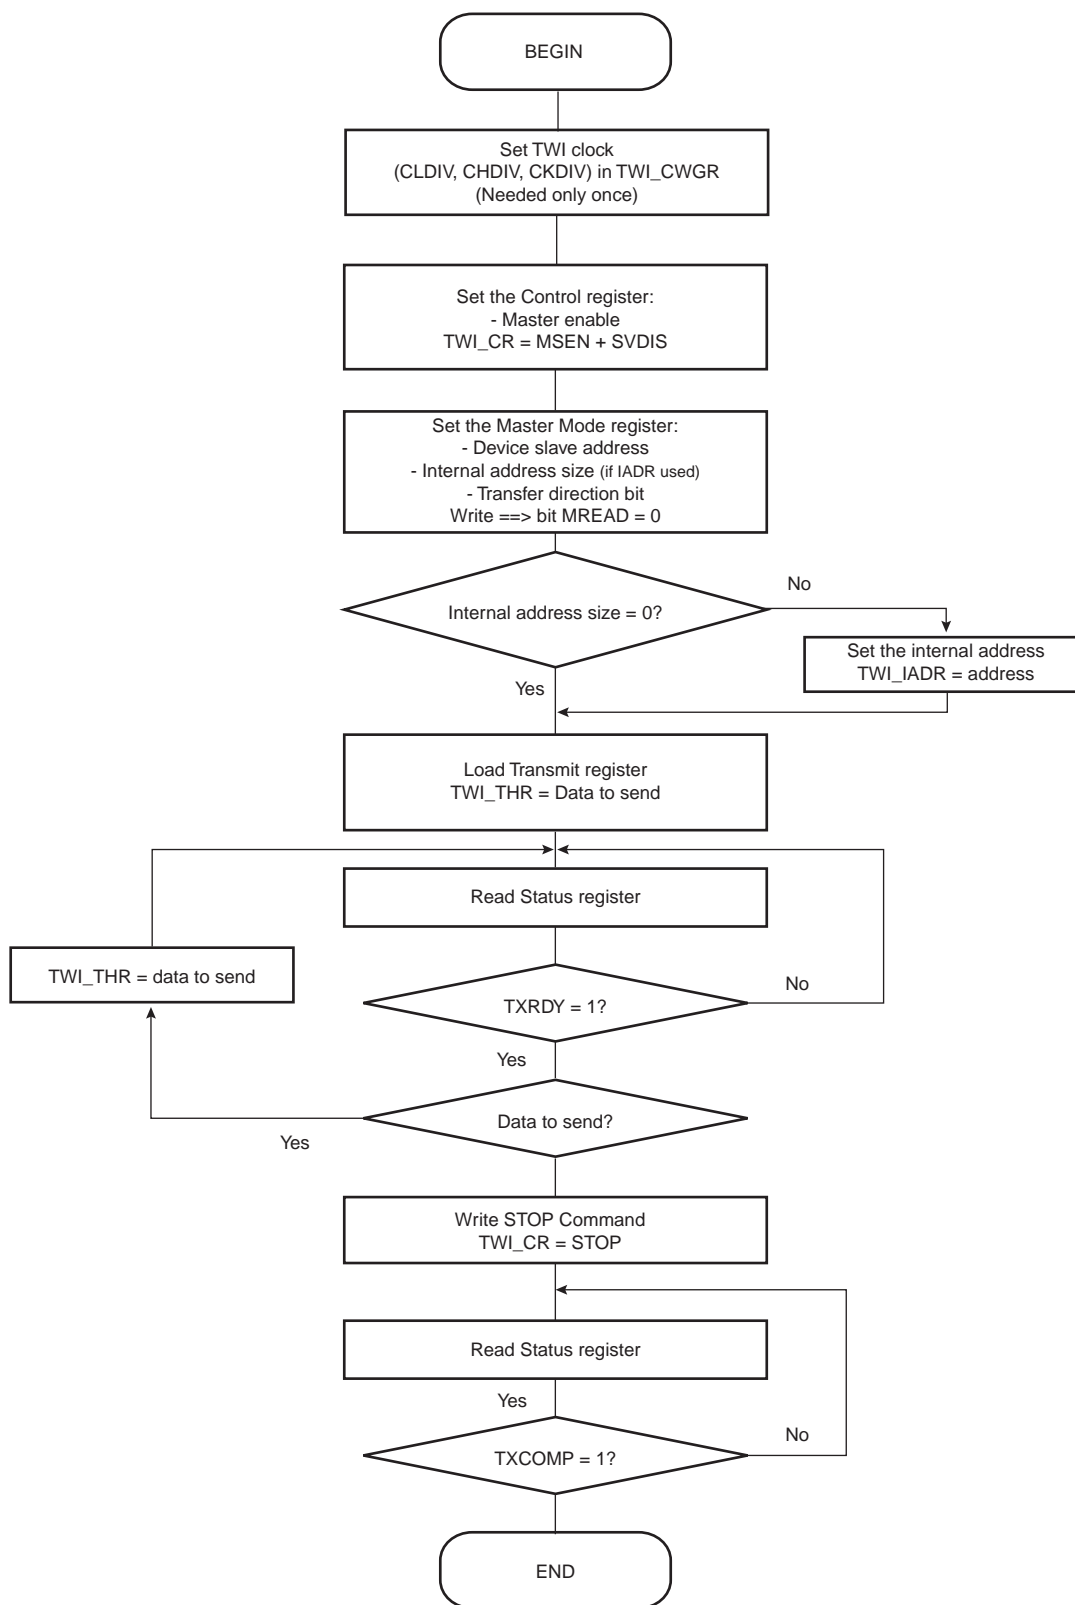 BEGIN
Set TWI clock
(CLDIV, CHDIV, CKDIV) in TWI_CWGR
(Needed only once)
Set the Control register:
- Master enable
TWI_CR = MSEN + SVDIS
Set the Master Mode register:
- Device slave address
- Internal address size (if IADR used)
- Transfer direction bit
Write ==> bit MREAD = 0
No
Internal address size = 0?
Set the internal address
TWI_IADR = address
Yes
Load Transmit register
TWI_THR = Data to send
Read Status register
TWI_THR = data to send
No
TXRDY = 1?
Yes
Data to send?
Yes
Write STOP Command
TWI_CR = STOP
Read Status register
Yes
No
TXCOMP = 1?
END